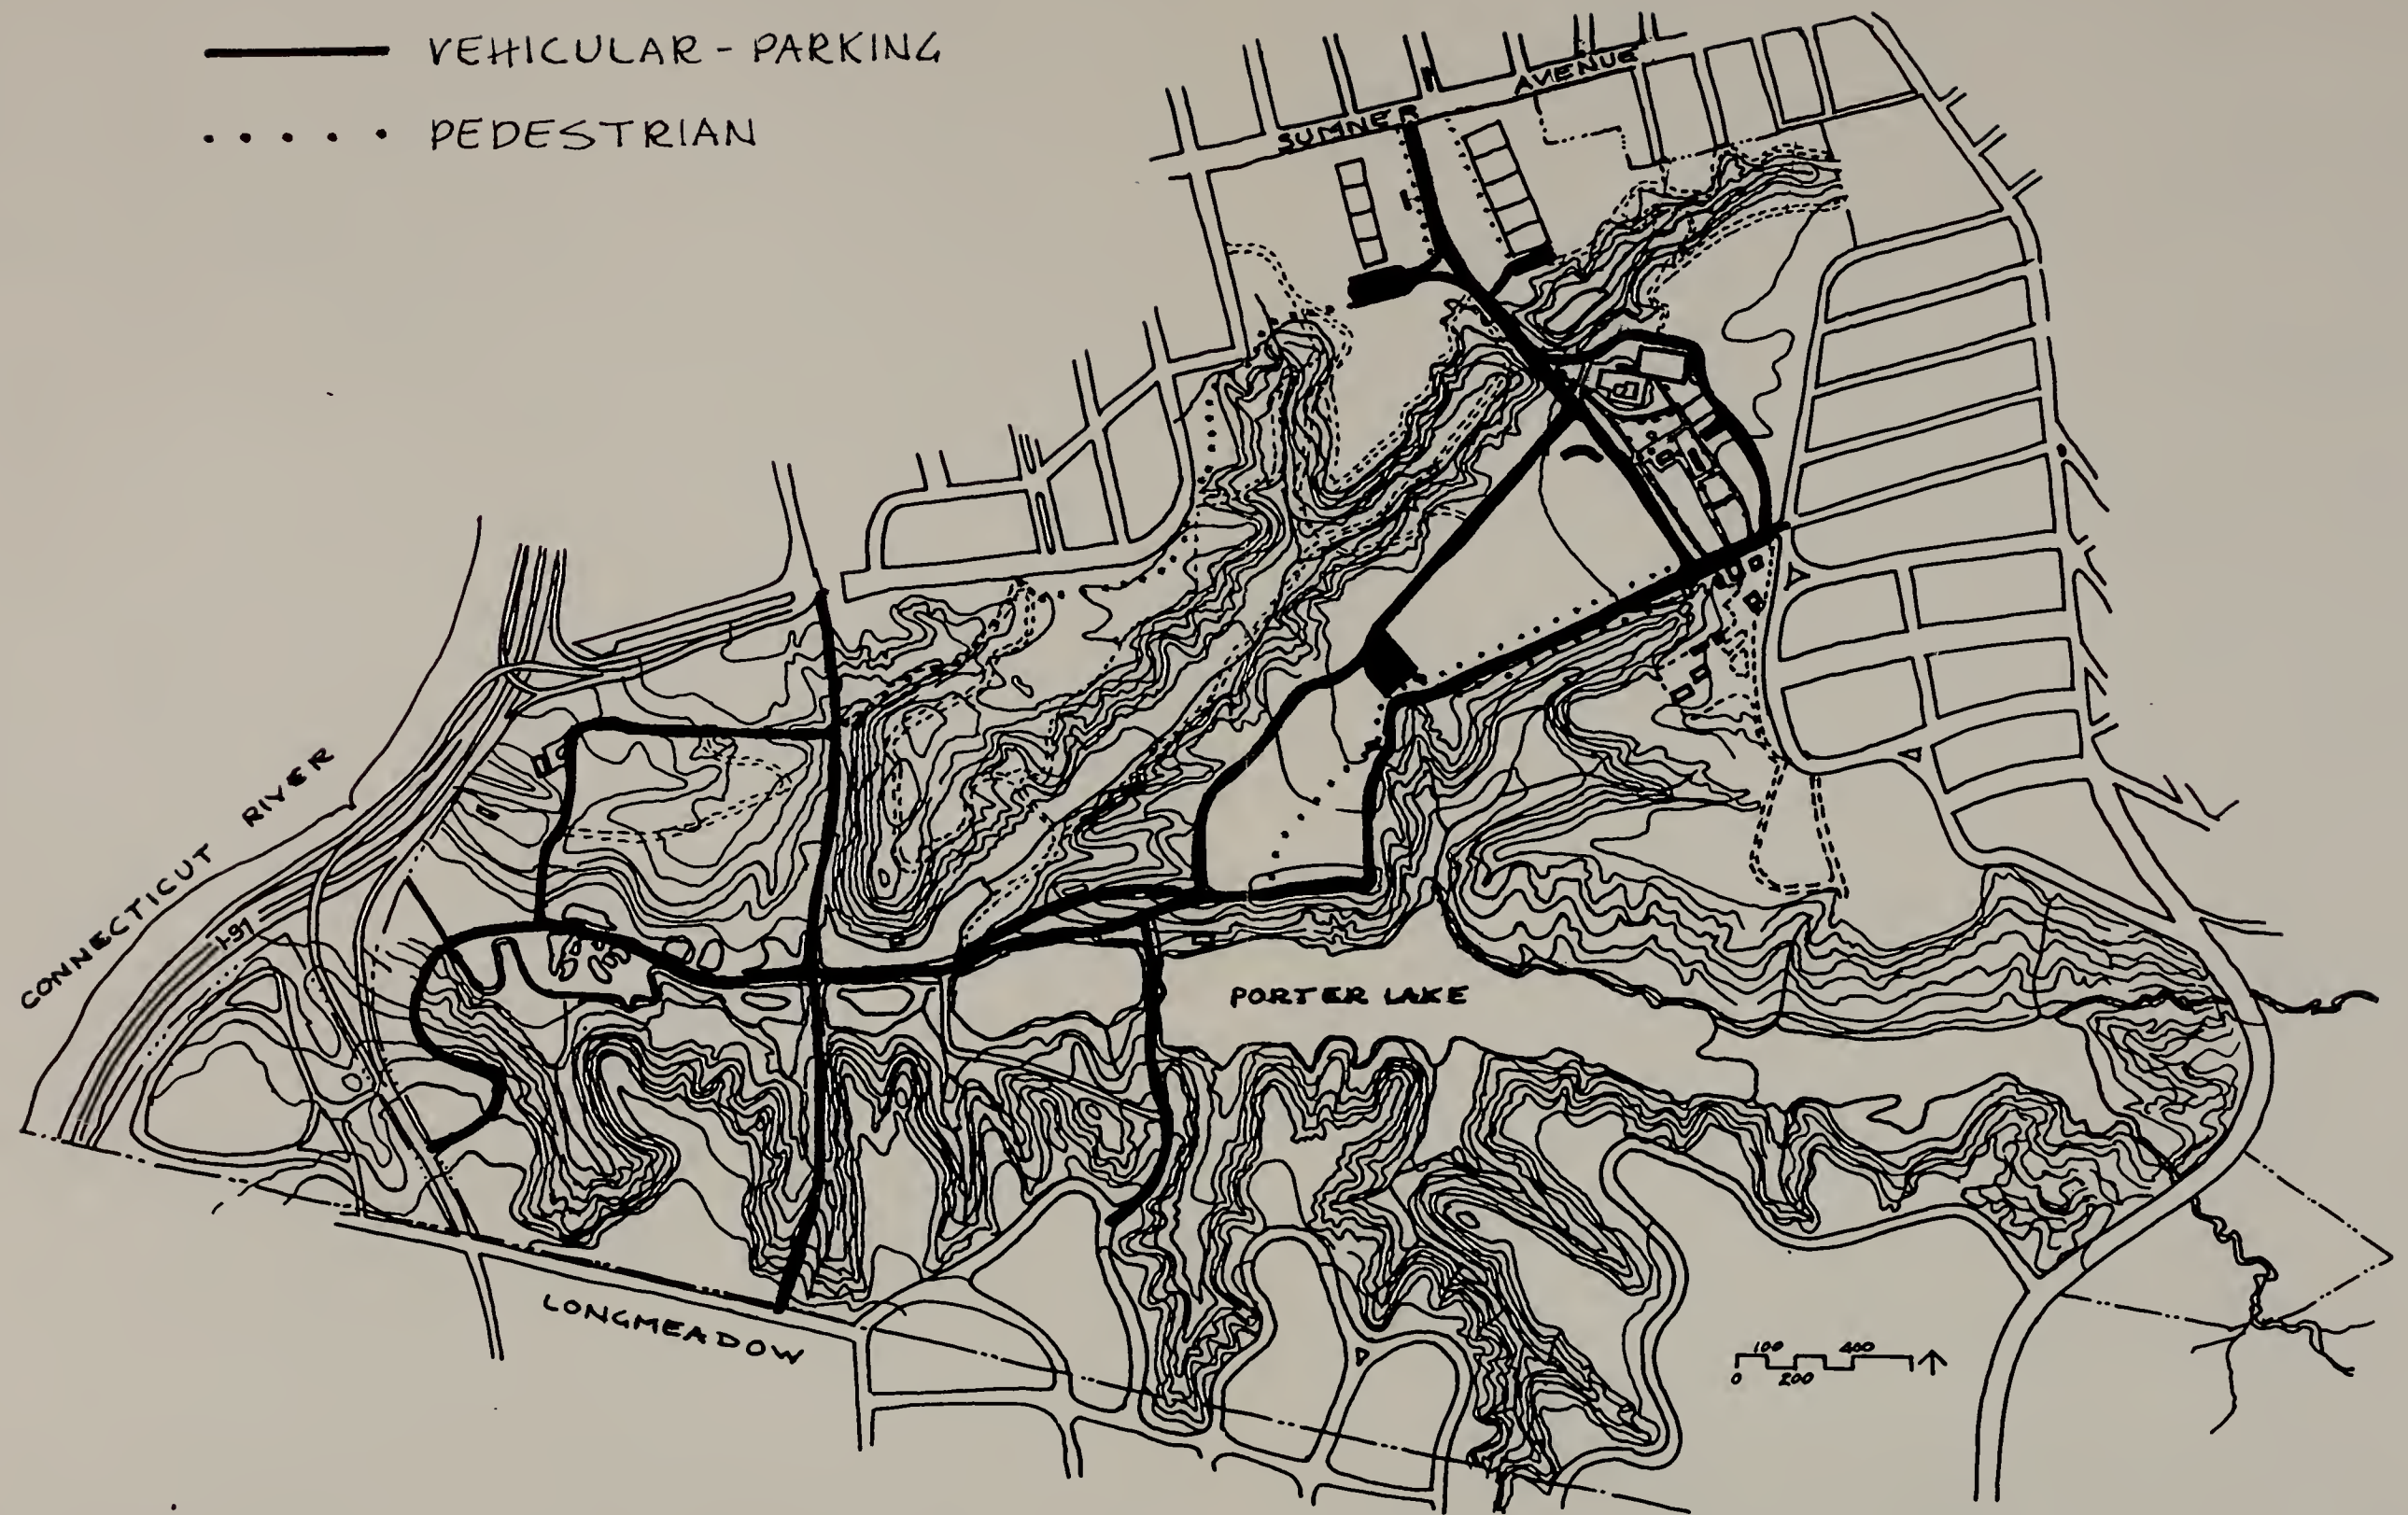 VEHICULAR - PARKING
PEDESTRIAN
SUMNER AVENUE
CONNECTICUT RIVER
I-91
PORTER LAKE
LONGMEADOW
100 400
0 200